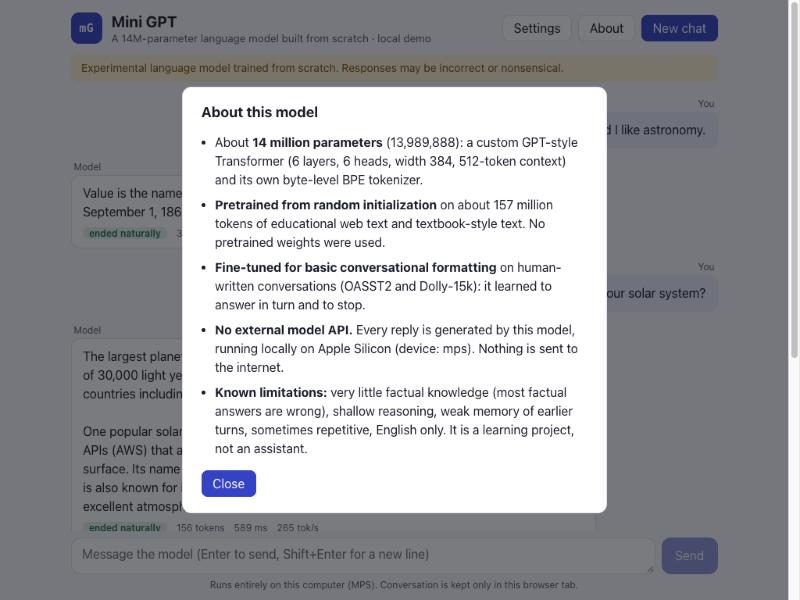 mG
Mini GPT
A 14M-parameter language model built from scratch · local demo
Settings
About
New chat
Experimental language model trained from scratch. Responses may be incorrect or nonsensical.
You
d I like astronomy.
Model
Value is the name
September 1, 186
ended naturally 3
You
our solar system?
Model
The largest plane
of 30,000 light ye
countries includin
One popular solar
APIs (AWS) that a
surface. Its name
is also known for
excellent atmosp
ended naturally 156 tokens 589 ms 265 tok/s
About this model
• About 14 million parameters (13,989,888): a custom GPT-style
Transformer (6 layers, 6 heads, width 384, 512-token context)
and its own byte-level BPE tokenizer.
• Pretrained from random initialization on about 157 million
tokens of educational web text and textbook-style text. No
pretrained weights were used.
• Fine-tuned for basic conversational formatting on human-
written conversations (OASST2 and Dolly-15k): it learned to
answer in turn and to stop.
• No external model API. Every reply is generated by this model,
running locally on Apple Silicon (device: mps). Nothing is sent to
the internet.
• Known limitations: very little factual knowledge (most factual
answers are wrong), shallow reasoning, weak memory of earlier
turns, sometimes repetitive, English only. It is a learning project,
not an assistant.
Close
Message the model (Enter to send, Shift+Enter for a new line)
Send
Runs entirely on this computer (MPS). Conversation is kept only in this browser tab.